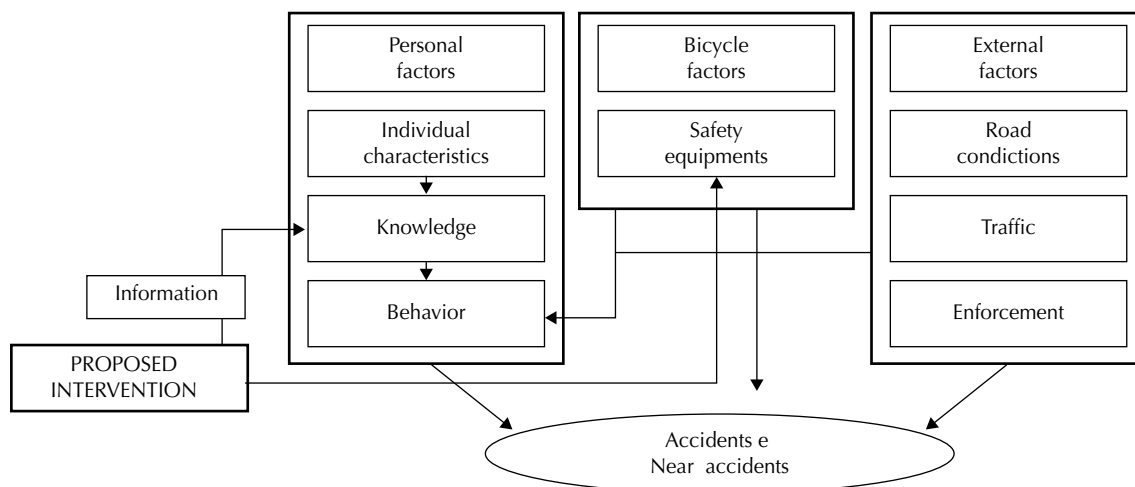 Personal
factors
Individual
characteristics
Knowledge
Behavior
Bicycle
factors
Safety
equipments
External
factors
Road
condictions
Traffic
Enforcement
Information
PROPOSED
INTERVENTION
Accidents e
Near accidents